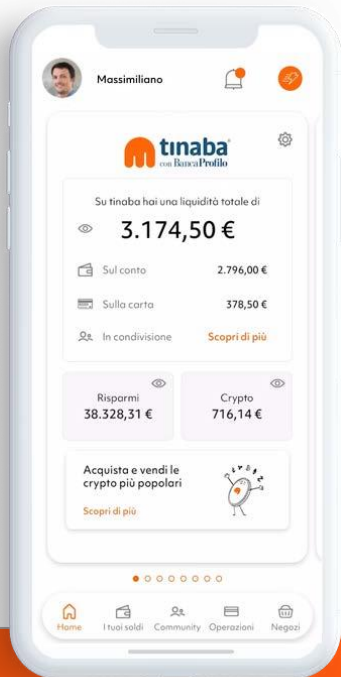 Massimiliano
tinaba
con Banca Profilo
Su tinaba hai una liquidità totale di
3.174,50 €
Sul conto 2.796,00 €
Sulla carta 378,50 €
In condivisione Scopri di più
Risparmi
38.328,31 €
Crypto
716,14 €
Acquista e vendi le
crypto più popolari
Scopri di più
Home I tuoi soldi Community Operazioni Negozi